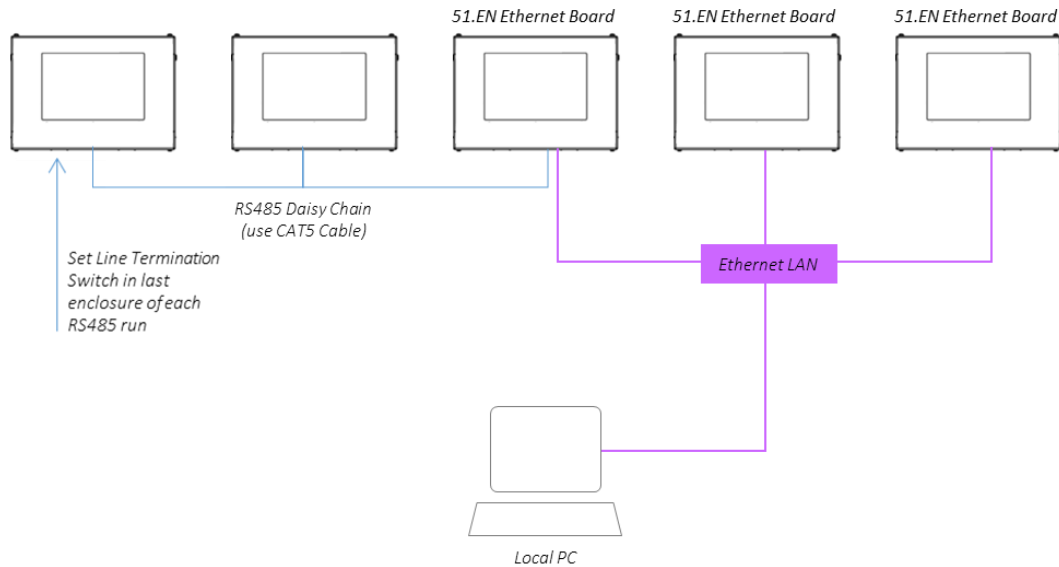 51.EN Ethernet Board
51.EN Ethernet Board
51.EN Ethernet Board
RS485 Daisy Chain
(use CAT5 Cable)
Set Line Termination
Switch in last
enclosure of each
RS485 run
Ethernet LAN
Local PC